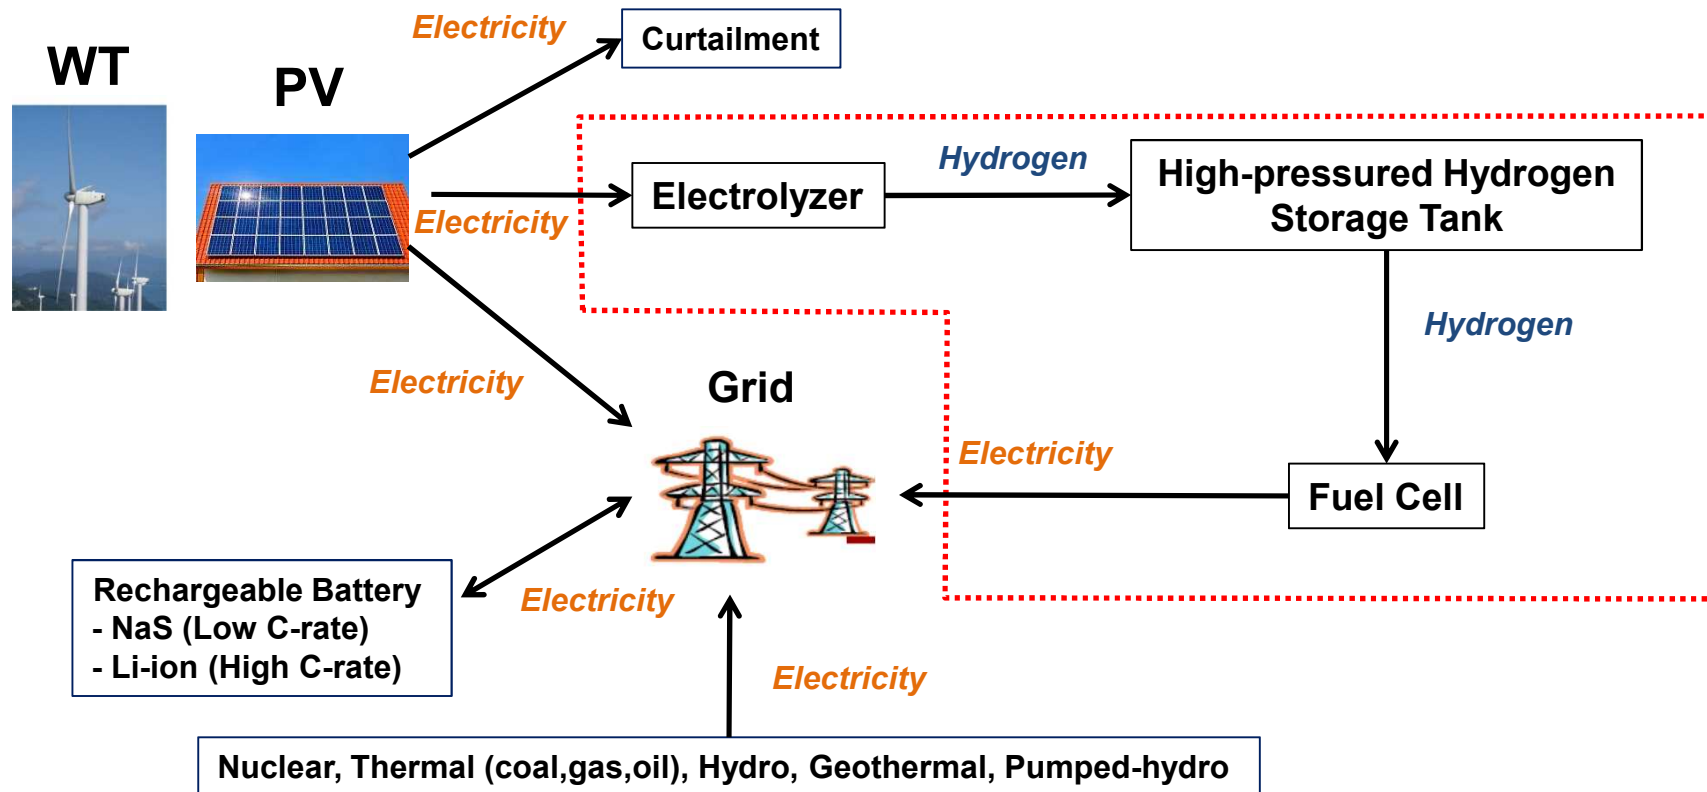 Electricity
Curtailment
WT
PV
Electrolyzer
Hydrogen
High-pressured Hydrogen
Storage Tank
Electricity
Hydrogen
Electricity
Grid
Electricity
Fuel Cell
Rechargeable Battery
- NaS (Low C-rate)
- Li-ion (High C-rate)
Electricity
Electricity
Nuclear, Thermal (coal,gas,oil), Hydro, Geothermal, Pumped-hydro